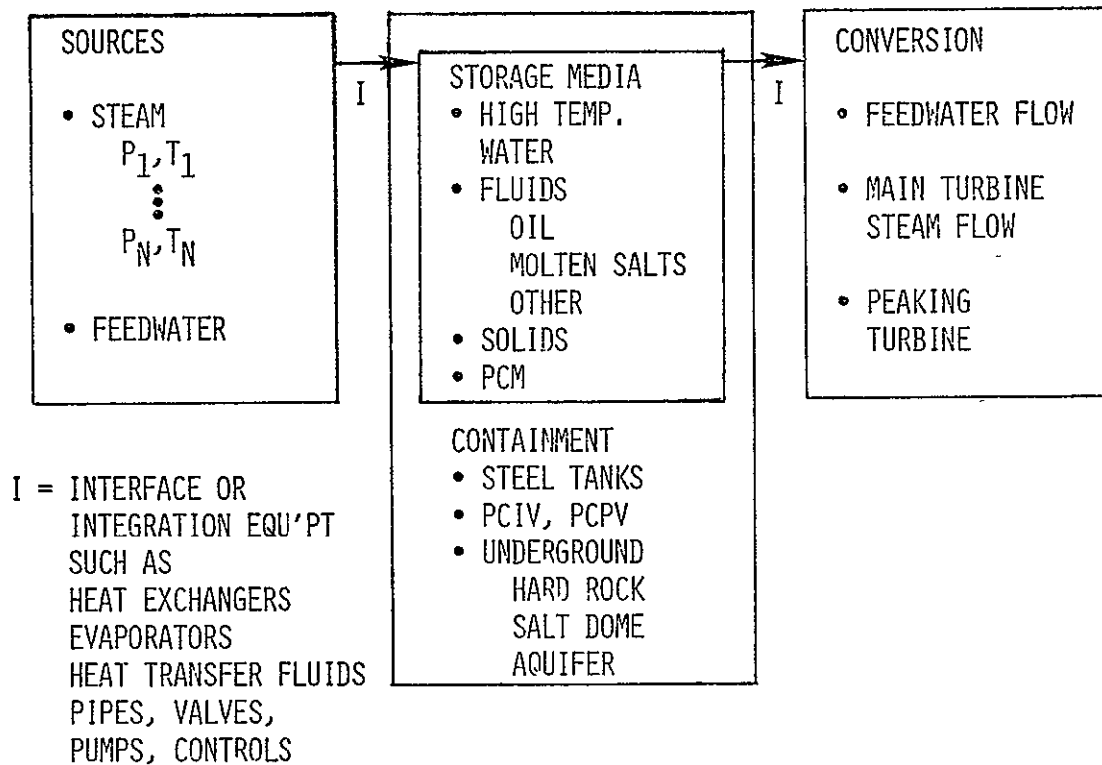 SOURCES
• STEAM
P1,T1
⋮
PN,TN
• FEEDWATER
I
STORAGE MEDIA
• HIGH TEMP.
WATER
• FLUIDS
OIL
MOLTEN SALTS
OTHER
• SOLIDS
• PCM
CONTAINMENT
• STEEL TANKS
• PCIV, PCPV
• UNDERGROUND
HARD ROCK
SALT DOME
AQUIFER
I
CONVERSION
• FEEDWATER FLOW
• MAIN TURBINE
STEAM FLOW
• PEAKING
TURBINE
I = INTERFACE OR
INTEGRATION EQU'PT
SUCH AS
HEAT EXCHANGERS
EVAPORATORS
HEAT TRANSFER FLUIDS
PIPES, VALVES,
PUMPS, CONTROLS